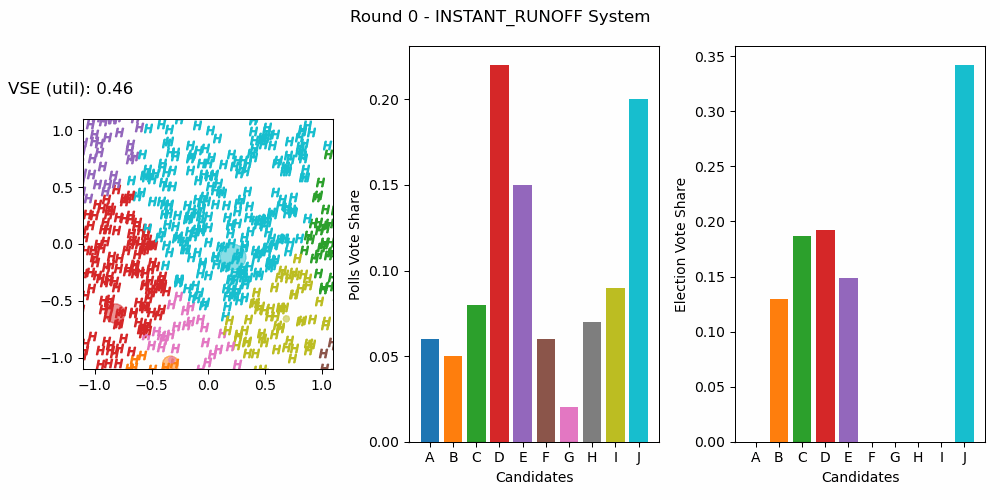 Round 0 - INSTANT_RUNOFF System
VSE (util): 0.46
1.0
0.5
0.0
−0.5
−1.0
−1.0 −0.5 0.0 0.5 1.0
Polls Vote Share
0.20
0.15
0.10
0.05
0.00
A B C D E F G H I J
Candidates
Election Vote Share
0.35
0.30
0.25
0.20
0.15
0.10
0.05
0.00
A B C D E F G H I J
Candidates